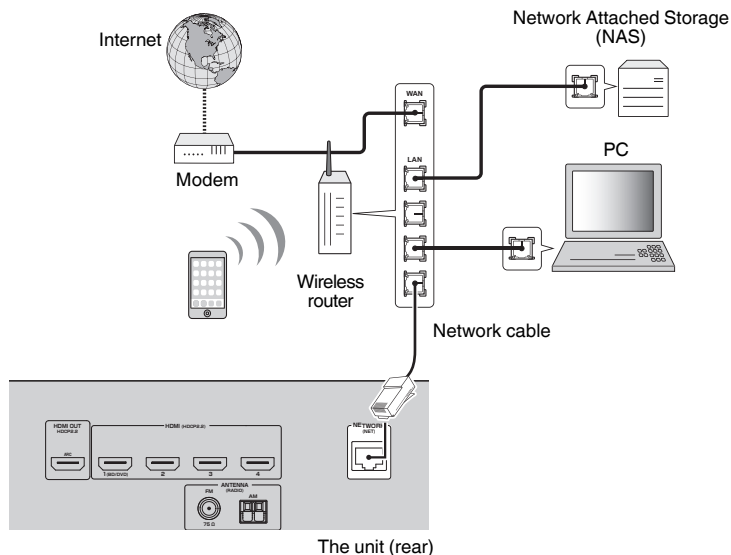 Internet
Network Attached Storage
(NAS)
WAN
LAN
Modem
PC
Wireless
router
Network cable
HDMI OUT
HDCP2.2
ARC
HDMI (HDCP2.2)
1 (BD/DVD)
2
3
4
NETWORK
(NET)
ANTENNA
(RADIO)
FM
AM
75 Ω
The unit (rear)